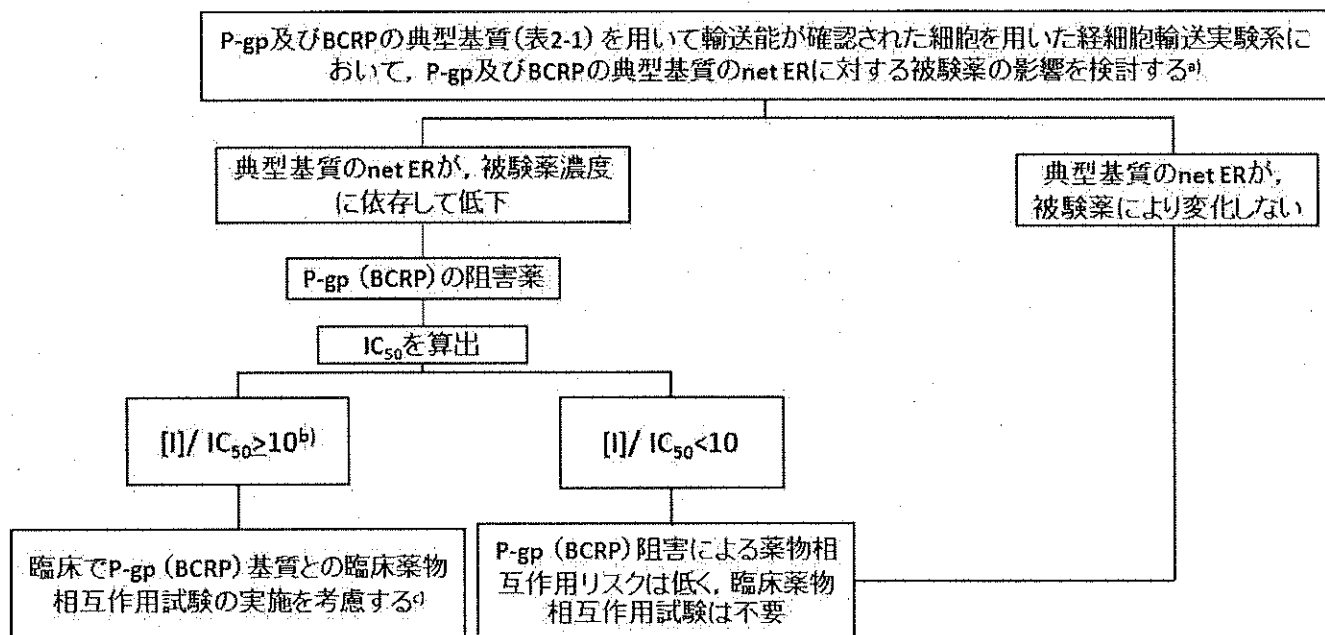 P-gp及びBCRPの典型基質(表2-1)を用いて輸送能が確認された細胞を用いた経細胞輸送実験系に
おいて，P-gp及びBCRPの典型基質のnet ERに対する被験薬の影響を検討するa)
典型基質のnet ERが，被験薬濃度
に依存して低下
典型基質のnet ERが，
被験薬により変化しない
P-gp（BCRP）の阻害薬
IC50を算出
[I]/ IC50≥10b)
[I]/ IC50<10
臨床でP-gp（BCRP）基質との臨床薬物
相互作用試験の実施を考慮するc)
P-gp（BCRP）阻害による薬物相
互作用リスクは低く，臨床薬物
相互作用試験は不要